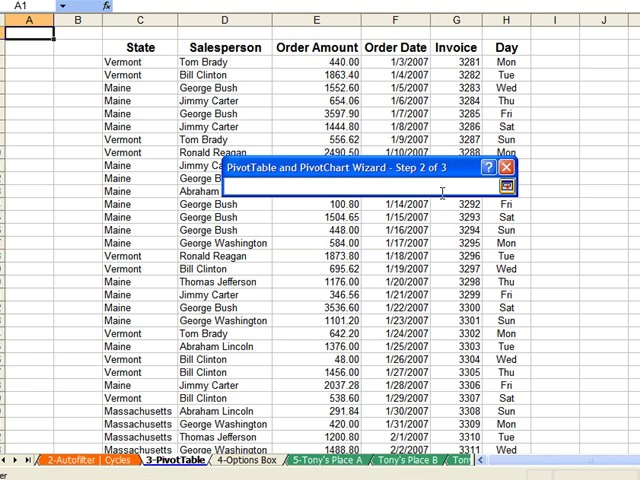 A1 fx
A B C D E F G H I J
State Salesperson Order Amount Order Date Invoice Day
Vermont Tom Brady 440.00 1/3/2007 3281 Mon
Vermont Bill Clinton 1863.40 1/4/2007 3282 Tue
Maine George Bush 1552.60 1/5/2007 3283 Wed
Maine Jimmy Carter 654.06 1/6/2007 3284 Thu
Maine George Bush 3597.90 1/7/2007 3285 Fri
Maine Jimmy Carter 1444.80 1/8/2007 3286 Sat
Vermont Tom Brady 556.62 1/9/2007 3287 Sun
Vermont Ronald Reagan 2490.50 1/10/2007 3288 Mon
Maine Jimmy Ca
PivotTable and PivotChart Wizard - Step 2 of 3
Maine George B
Maine Abraham
Maine George Bush 100.80 1/14/2007 3292 Fri
Maine George Bush 1504.65 1/15/2007 3293 Sat
Maine George Bush 448.00 1/16/2007 3294 Sun
Maine George Washington 584.00 1/17/2007 3295 Mon
Vermont Ronald Reagan 1873.80 1/18/2007 3296 Tue
Vermont Bill Clinton 695.62 1/19/2007 3297 Wed
Maine Thomas Jefferson 1176.00 1/20/2007 3298 Thu
Maine Jimmy Carter 346.56 1/21/2007 3299 Fri
Maine George Bush 3536.60 1/22/2007 3300 Sat
Maine George Washington 1101.20 1/23/2007 3301 Sun
Vermont Tom Brady 642.20 1/24/2007 3302 Mon
Maine Abraham Lincoln 1376.00 1/25/2007 3303 Tue
Vermont Bill Clinton 48.00 1/26/2007 3304 Wed
Vermont Bill Clinton 1456.00 1/27/2007 3305 Thu
Maine Jimmy Carter 2037.28 1/28/2007 3306 Fri
Vermont Bill Clinton 538.60 1/29/2007 3307 Sat
Massachusetts Abraham Lincoln 291.84 1/30/2007 3308 Sun
Massachusetts George Washington 420.00 1/31/2007 3309 Mon
Massachusetts Thomas Jefferson 1200.80 2/1/2007 3310 Tue
Massachusetts George Washington 1488.80 2/2/2007 3311 Wed
2-Autofilter | Cycles 3-PivotTable 4-Options Box 5-Tony's Place A Tony's Place B Ton
er